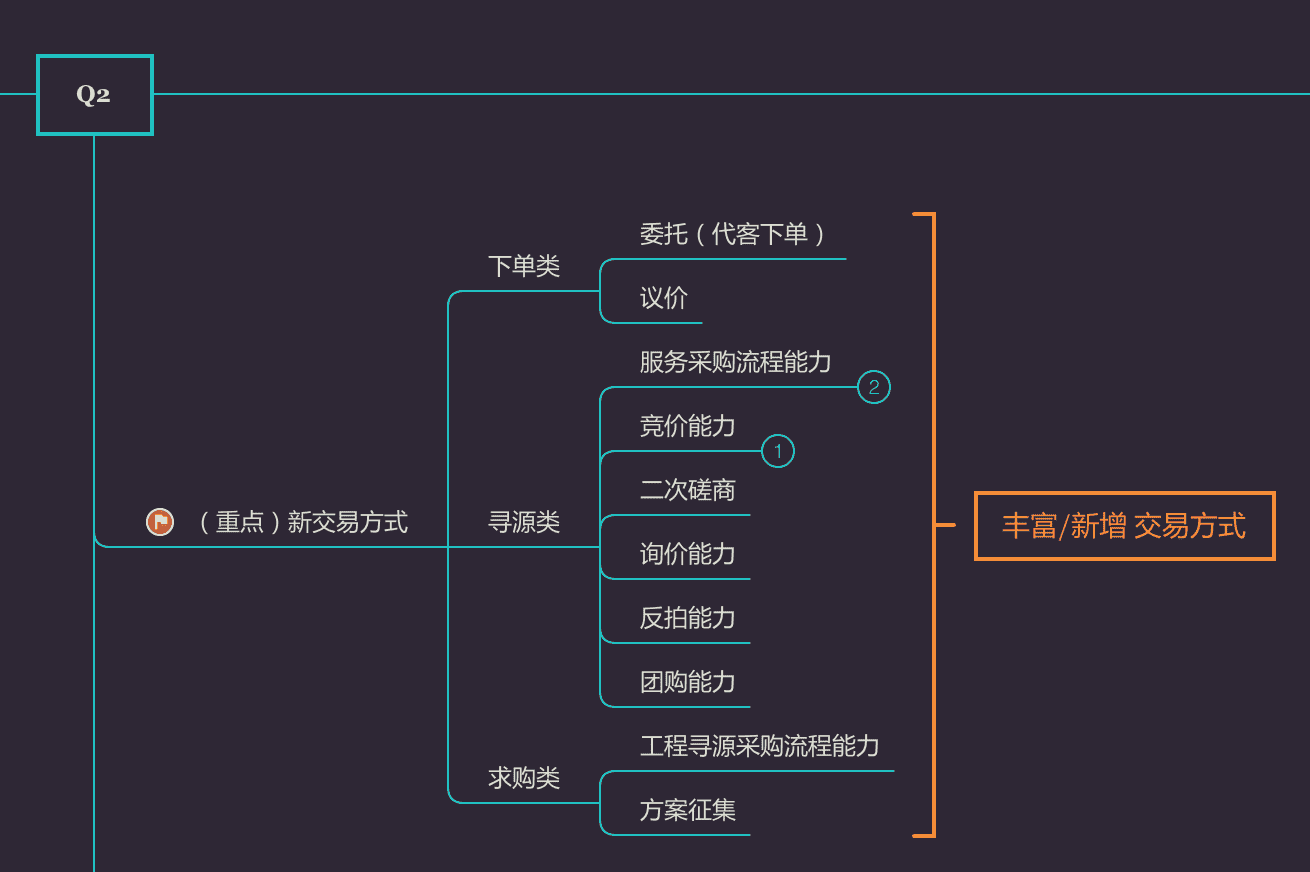 Q2
委托（代客下单）
下单类
议价
服务采购流程能力
2
竞价能力
1
二次磋商
（重点）新交易方式
寻源类
丰富/新增 交易方式
询价能力
反拍能力
团购能力
工程寻源采购流程能力
求购类
方案征集